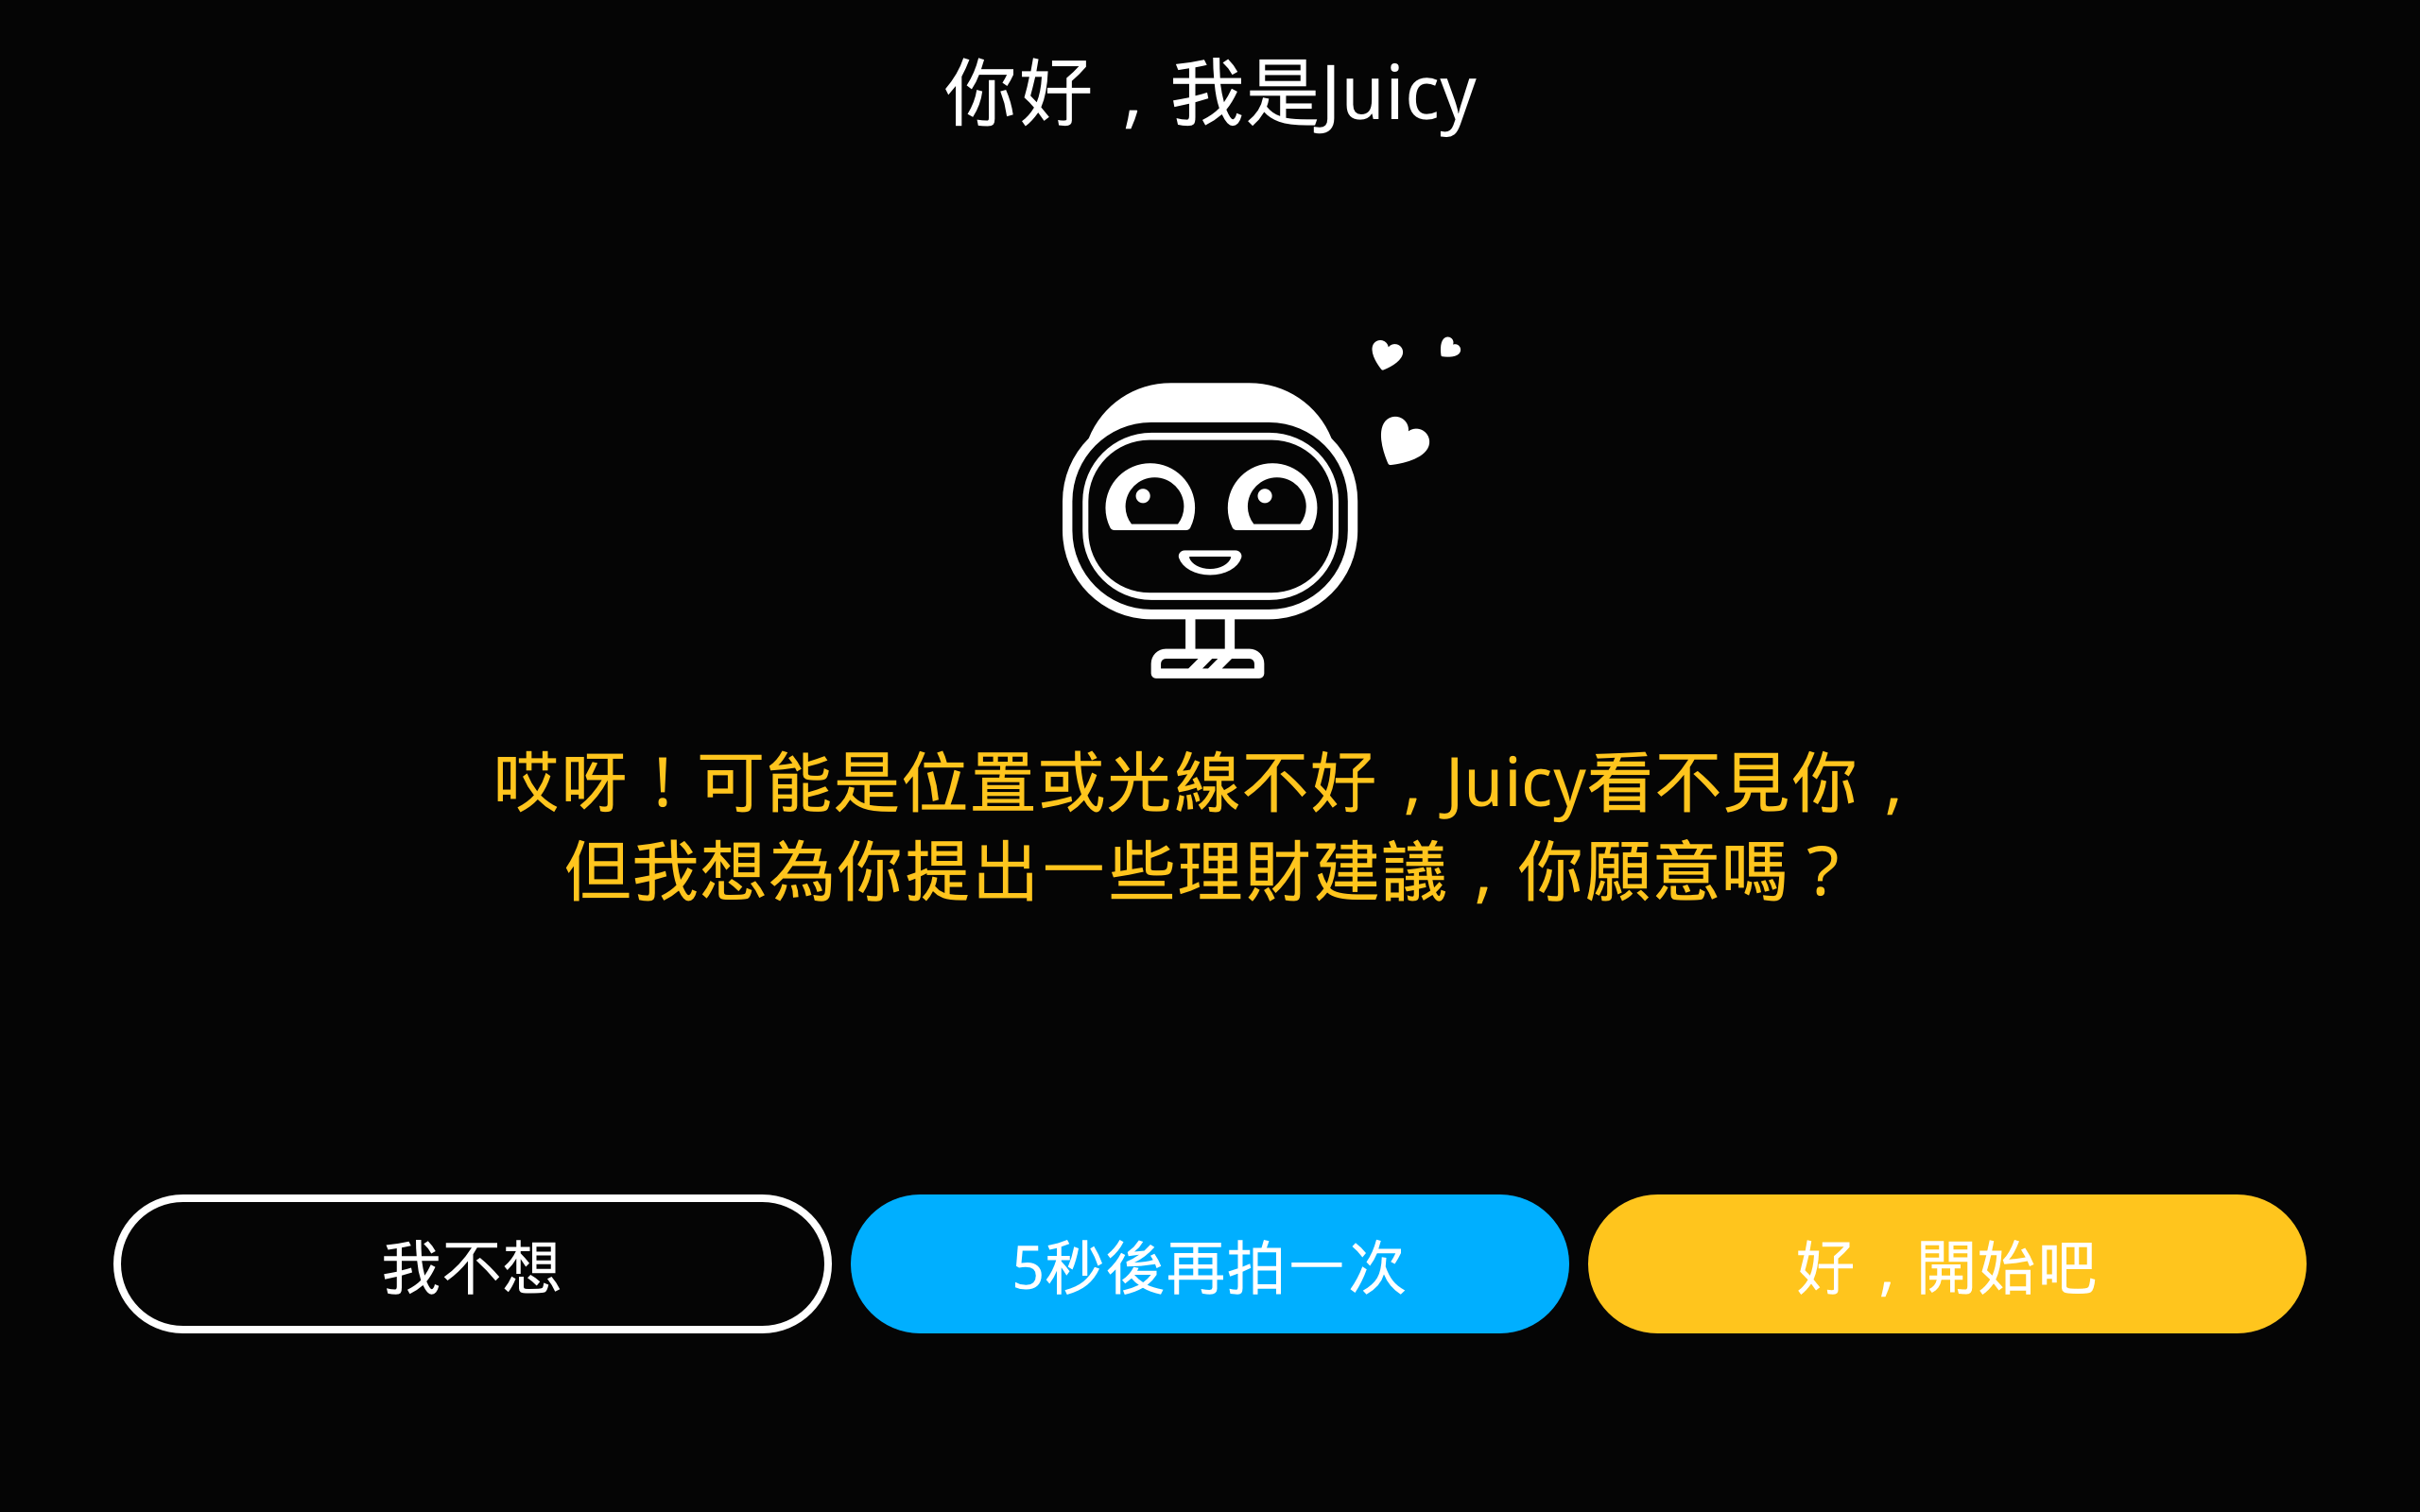 你好，我是Juicy
哎呀！可能是位置或光線不好，Juicy看不見你，
但我想為你提出一些理財建議，你願意嗎？
我不想
5秒後再拍一次
好，開始吧